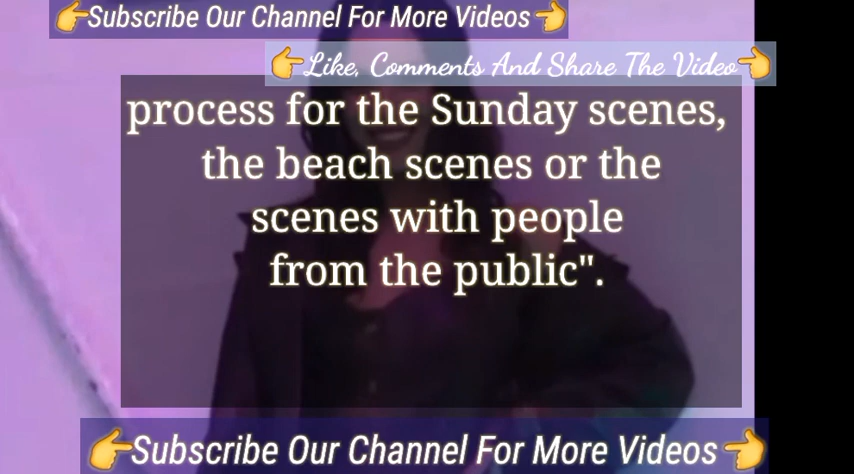 👉Subscribe Our Channel For More Videos👈
👉Like, Comments And Share The Video👈
process for the Sunday scenes,
the beach scenes or the
scenes with people
from the public".
👉Subscribe Our Channel For More Videos👈